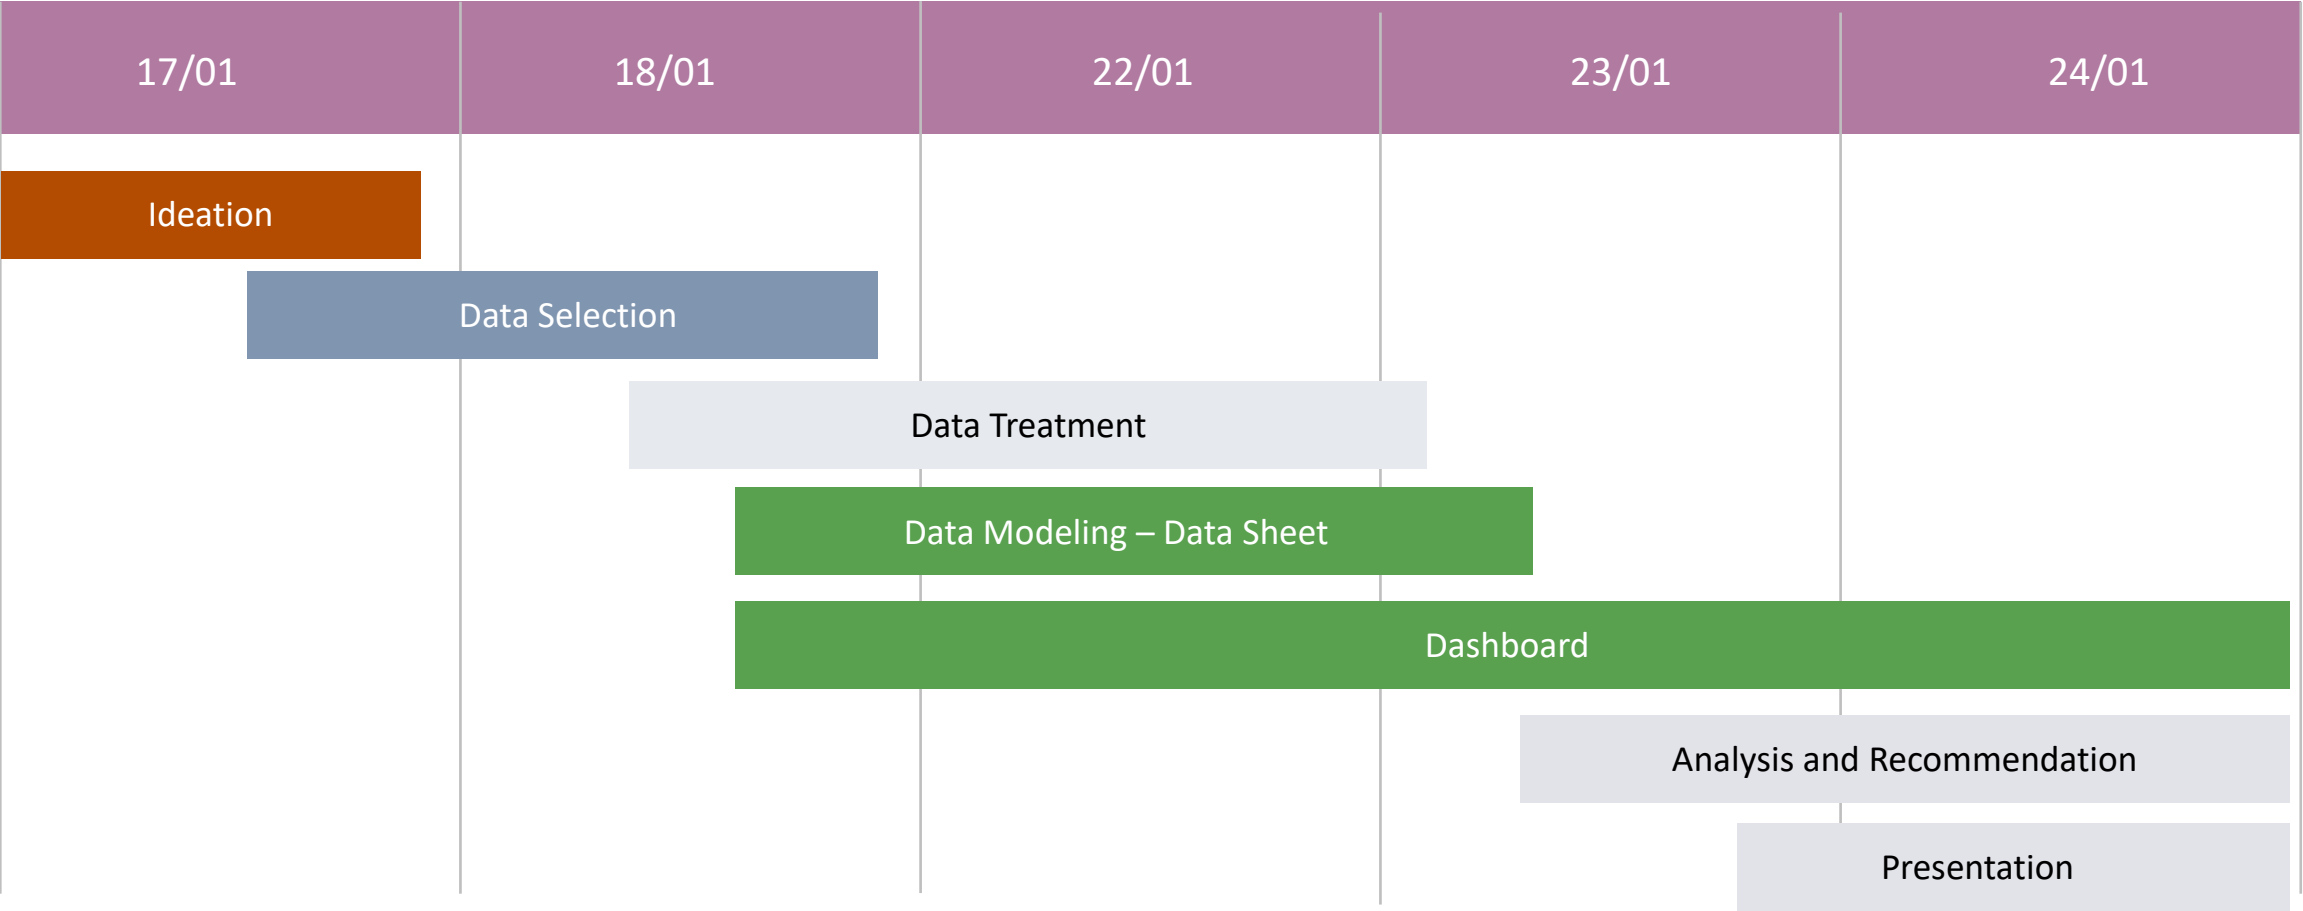 17/01 18/01 22/01 23/01 24/01
Ideation
Data Selection
Data Treatment
Data Modeling – Data Sheet
Dashboard
Analysis and Recommendation
Presentation